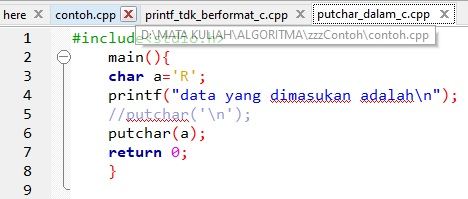 here contoh.cpp printf_tdk_berformat_c.cpp putchar_dalam_c.cpp
D:\MATA KULIAH\ALGORITMA\zzzContoh\contoh.cpp
1 #include<stdio.h>
2 main(){
3 char a='R';
4 printf("data yang dimasukan adalah\n");
5 //putchar('\n');
6 putchar(a);
7 return 0;
8 }
9